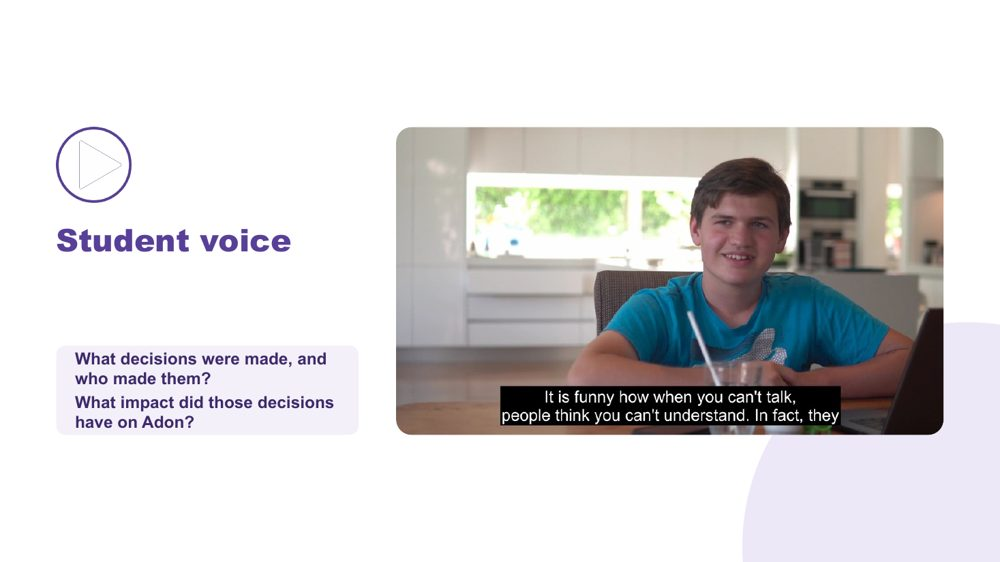 Student voice
What decisions were made, and
who made them?
What impact did those decisions
have on Adon?
It is funny how when you can't talk,
people think you can't understand. In fact, they